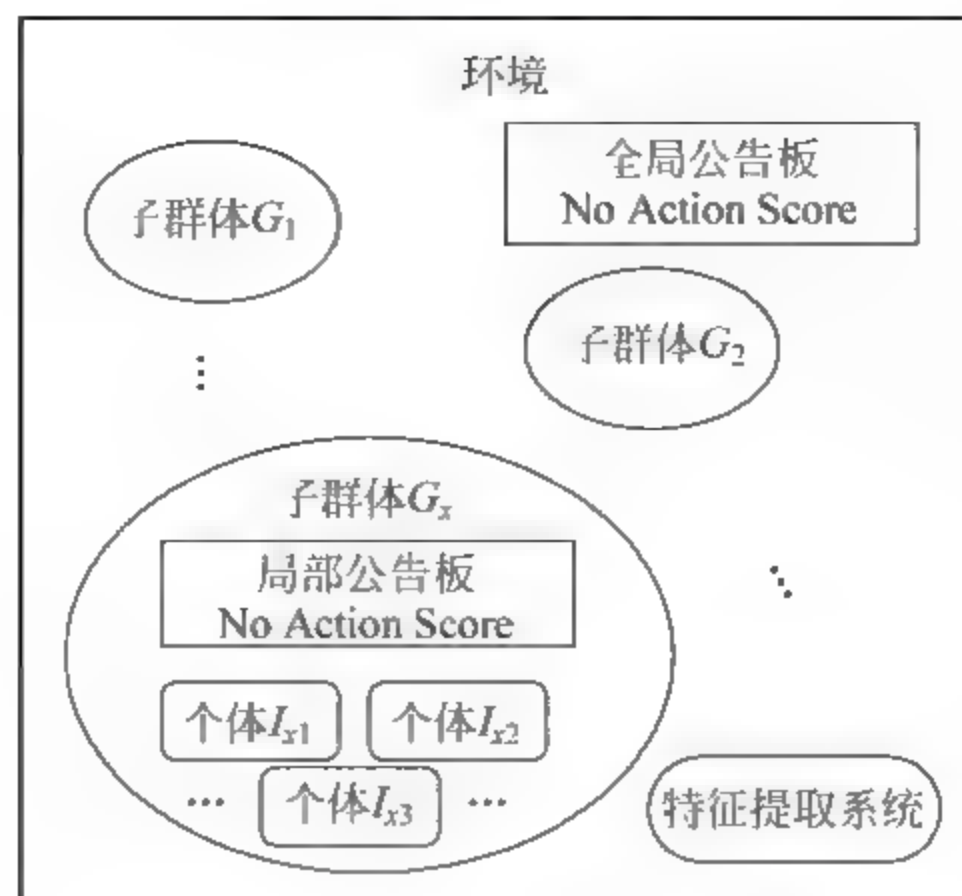 环境
全局公告板
No Action Score
子群体G₁
子群体G₂
⋮
子群体Gₓ
局部公告板
No Action Score
⋱
个体Iₓ₁
个体Iₓ₂
…
个体Iₓ₃
…
特征提取系统